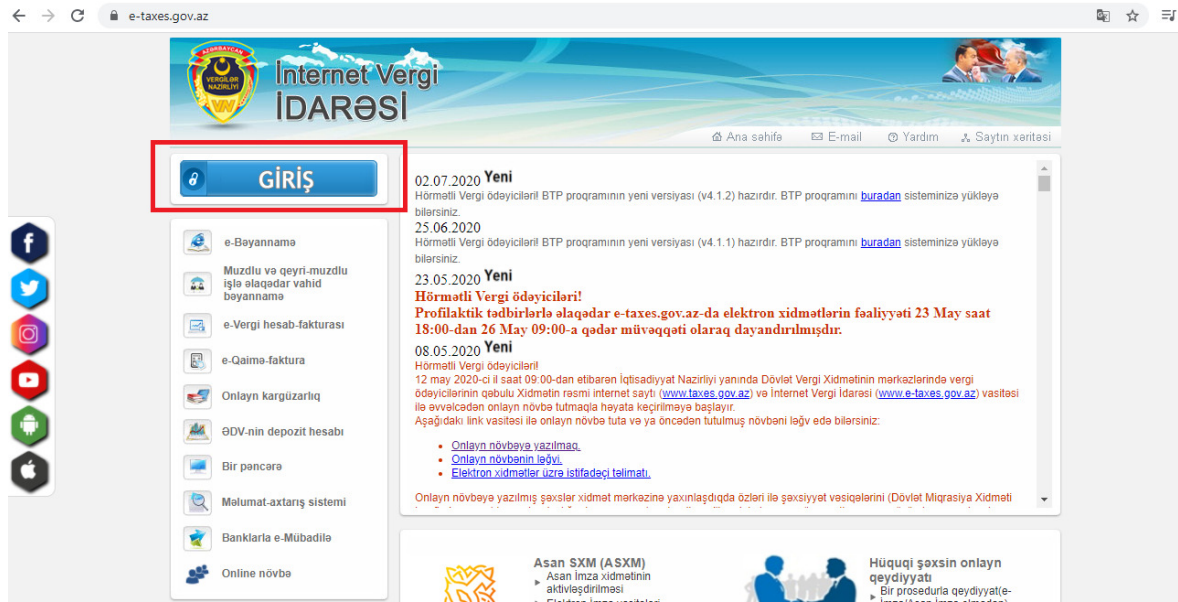 e-taxes.gov.az
AZƏRBAYCAN
VERGİLƏR
NAZİRLİYİ
VN
İnternet Vergi
İDARƏSİ
Ana səhifə E-mail Yardım Saytın xəritəsi
GİRİŞ
e-Bəyannamə
Muzdlu və qeyri-muzdlu
işlə əlaqədar vahid
bəyannamə
e-Vergi hesab-fakturası
e-Qaimə-faktura
Onlayn kargüzarlıq
ƏDV-nin depozit hesabı
Bir pəncərə
Məlumat-axtarış sistemi
Banklarla e-Mübadilə
Online növbə
02.07.2020 Yeni
Hörmətli Vergi ödəyiciləri! BTP proqramının yeni versiyası (v4.1.2) hazırdır. BTP proqramını buradan sisteminizə yükləyə
bilərsiniz.
25.06.2020
Hörmətli Vergi ödəyiciləri! BTP proqramının yeni versiyası (v4.1.1) hazırdır. BTP proqramını buradan sisteminizə yükləyə
bilərsiniz.
23.05.2020 Yeni
Hörmətli Vergi ödəyiciləri!
Profilaktik tədbirlərlə əlaqədar e-taxes.gov.az-da elektron xidmətlərin fəaliyyəti 23 May saat
18:00-dan 26 May 09:00-a qədər müvəqqəti olaraq dayandırılmışdır.
08.05.2020 Yeni
Hörmətli Vergi ödəyiciləri!
12 may 2020-ci il saat 09:00-dan etibarən İqtisadiyyat Nazirliyi yanında Dövlət Vergi Xidmətinin mərkəzlərində vergi
ödəyicilərinin qəbulu Xidmətin rəsmi internet saytı (www.taxes.gov.az) və İnternet Vergi İdarəsi (www.e-taxes.gov.az) vasitəsi
ilə əvvəlcədən onlayn növbə tutmaqla həyata keçirilməyə başlayır.
Aşağıdakı link vasitəsi ilə onlayn növbə tuta və ya öncədən tutulmuş növbəni ləğv edə bilərsiniz:
• Onlayn növbəyə yazılmaq.
• Onlayn növbənin ləğvi.
• Elektron xidmətlər üzrə istifadəçi təlimatı.
Onlayn növbəyə yazılmış şəxslər xidmət mərkəzinə yaxınlaşdıqda özləri ilə şəxsiyyət vəsiqələrini (Dövlət Miqrasiya Xidməti
Asan SXM (ASXM)
Asan İmza xidmətinin
aktivləşdirilməsi
Elektron İmza vasitələri
Hüquqi şəxsin onlayn
qeydiyyatı
Bir prosedurla qeydiyyat(e-
İmza/Asan İmza olmadan)